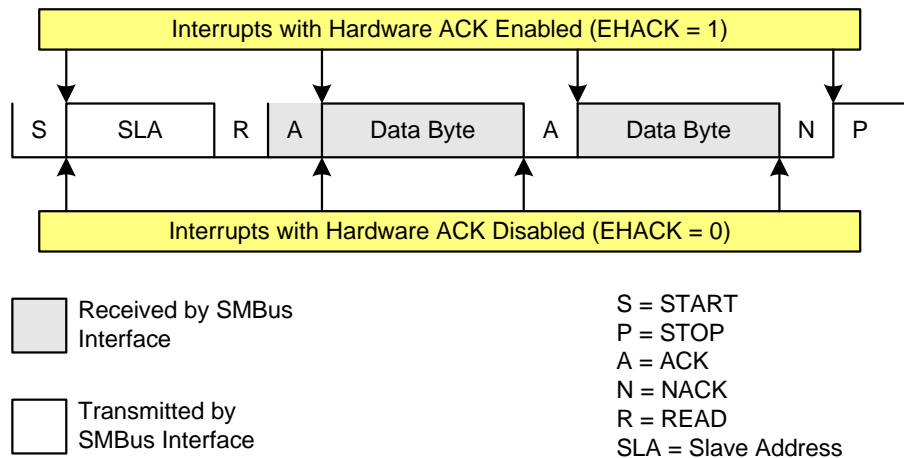 Interrupts with Hardware ACK Enabled (EHACK = 1)
S SLA R A Data Byte A Data Byte N P
Interrupts with Hardware ACK Disabled (EHACK = 0)
Received by SMBus
Interface
Transmitted by
SMBus Interface
S = START
P = STOP
A = ACK
N = NACK
R = READ
SLA = Slave Address